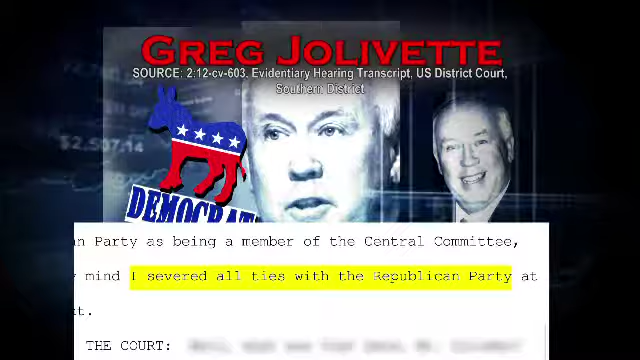 GREG JOLIVETTE
SOURCE: 2:12-cv-603, Evidentiary Hearing Transcript, US District Court,
Southern District
$2,507.14
DEMOCRAT
an Party as being a member of the Central Committee,
mind I severed all ties with the Republican Party at
THE COURT: